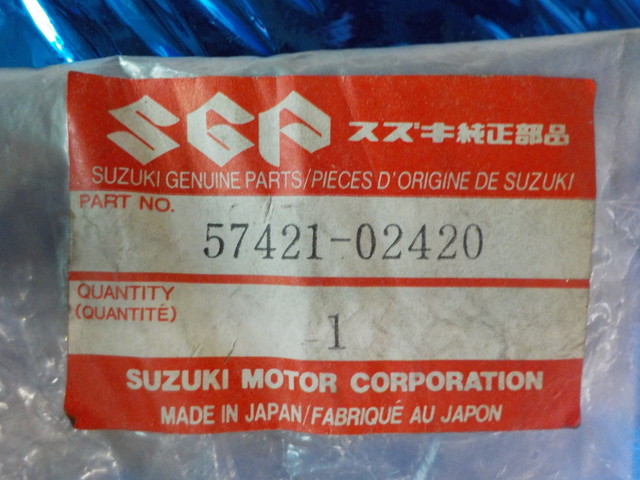 SGP スズキ純正部品
SUZUKI GENUINE PARTS/PIECES D'ORIGINE DE SUZUKI
PART NO.
57421-02420
QUANTITY
(QUANTITÉ)
1
SUZUKI MOTOR CORPORATION
MADE IN JAPAN/FABRIQUÉ AU JAPON